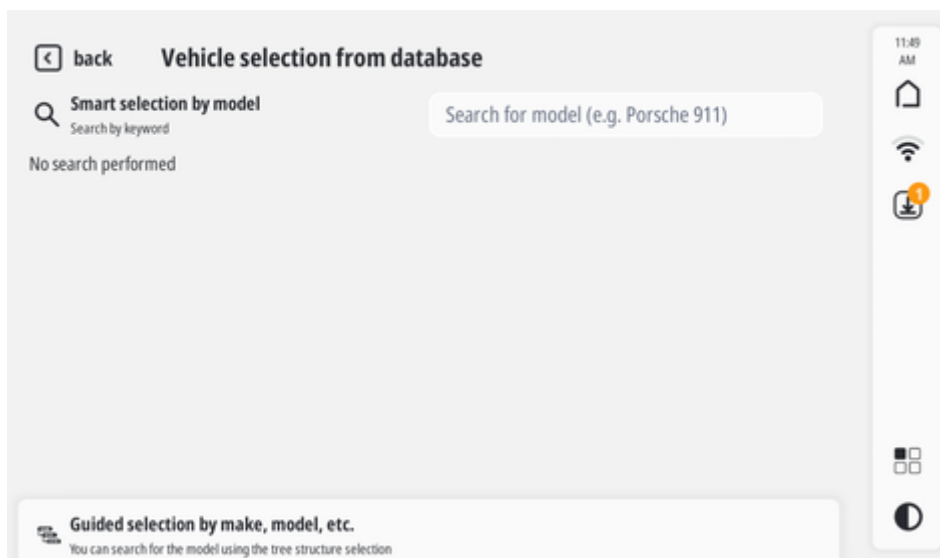 back
Vehicle selection from database
Smart selection by model
Search by keyword
Search for model (e.g. Porsche 911)
No search performed
Guided selection by make, model, etc.
You can search for the model using the tree structure selection
11:49
AM
1